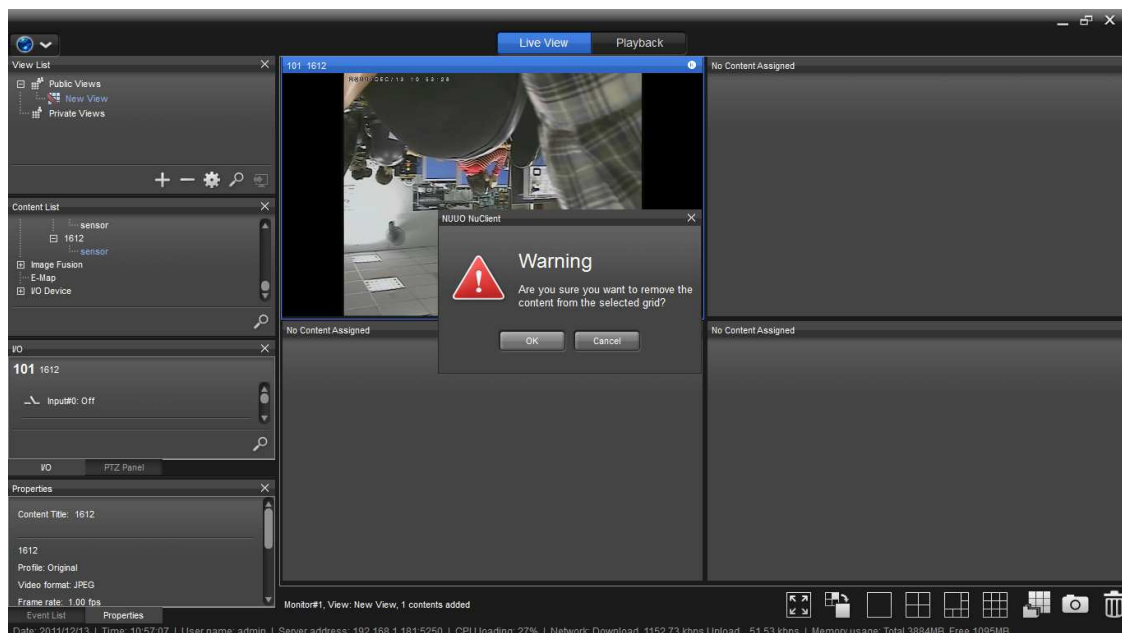 Live View
Playback
View List
Public Views
New View
Private Views
Content List
sensor
1612
sensor
Image Fusion
E-Map
I/O Device
I/O
101 1612
Input#0: Off
I/O
PTZ Panel
Properties
Content Title: 1612
1612
Profile: Original
Video format: JPEG
Frame rate: 1.00 fps
Event List
Properties
101 1612
No Content Assigned
NUUO NuClient
Warning
Are you sure you want to remove the
content from the selected grid?
OK
Cancel
No Content Assigned
No Content Assigned
Monitor#1, View: New View, 1 contents added
Date: 2011/12/13 | Time: 10:57:07 | User name: admin | Server address: 192.168.1.181:5250 | CPU loading: 27% | Network: Download 1152.73 kbps Upload 51.53 kbps | Memory usage: Total 3884MB, Free 1095MB